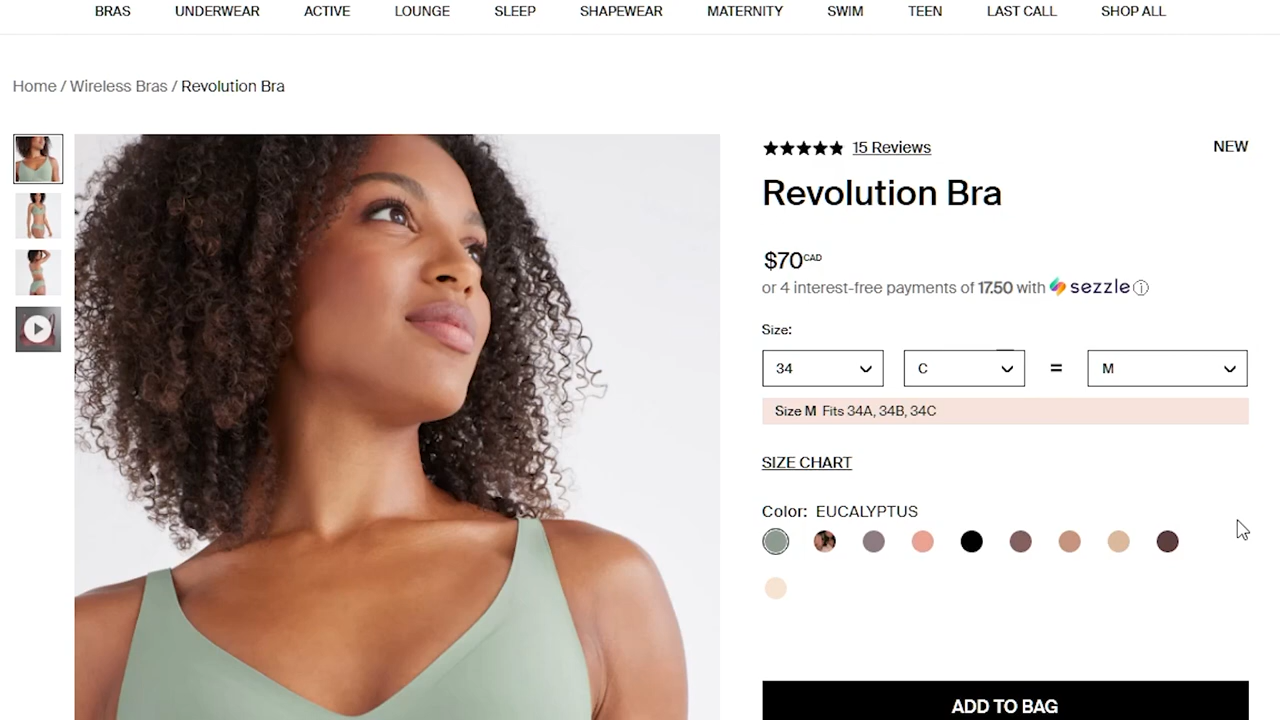 BRAS UNDERWEAR ACTIVE LOUNGE SLEEP SHAPEWEAR MATERNITY SWIM TEEN LAST CALL SHOP ALL
Home / Wireless Bras / Revolution Bra
15 Reviews NEW
Revolution Bra
$70 CAD
or 4 interest-free payments of 17.50 with sezzle
Size:
34 C = M
Size M Fits 34A, 34B, 34C
SIZE CHART
Color: EUCALYPTUS
ADD TO BAG